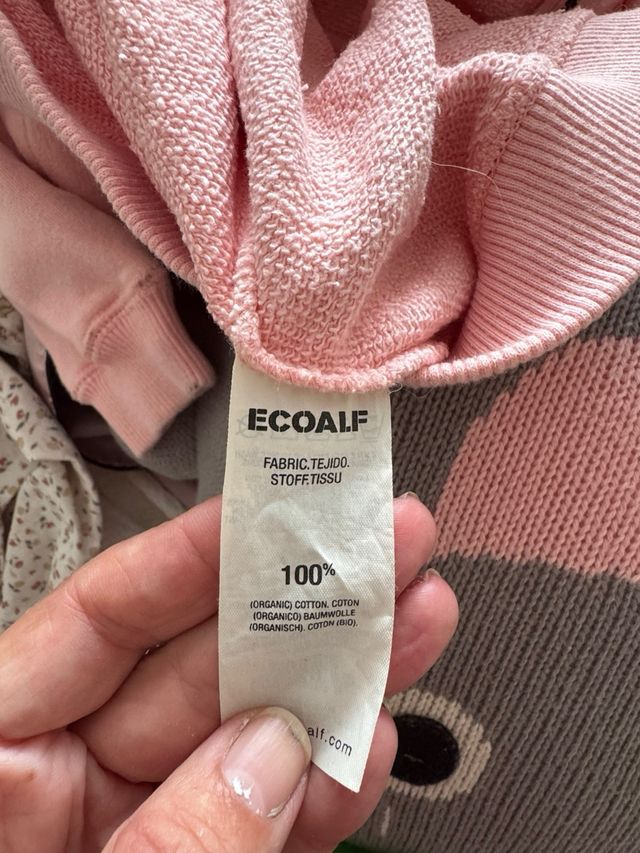 ECOALF
FABRIC.TEJIDO.
STOFF.TISSU
100%
(ORGANIC) COTTON. COTON
(ORGANICO) BAUMWOLLE
(ORGANISCH). COTON (BIO).
alf.com